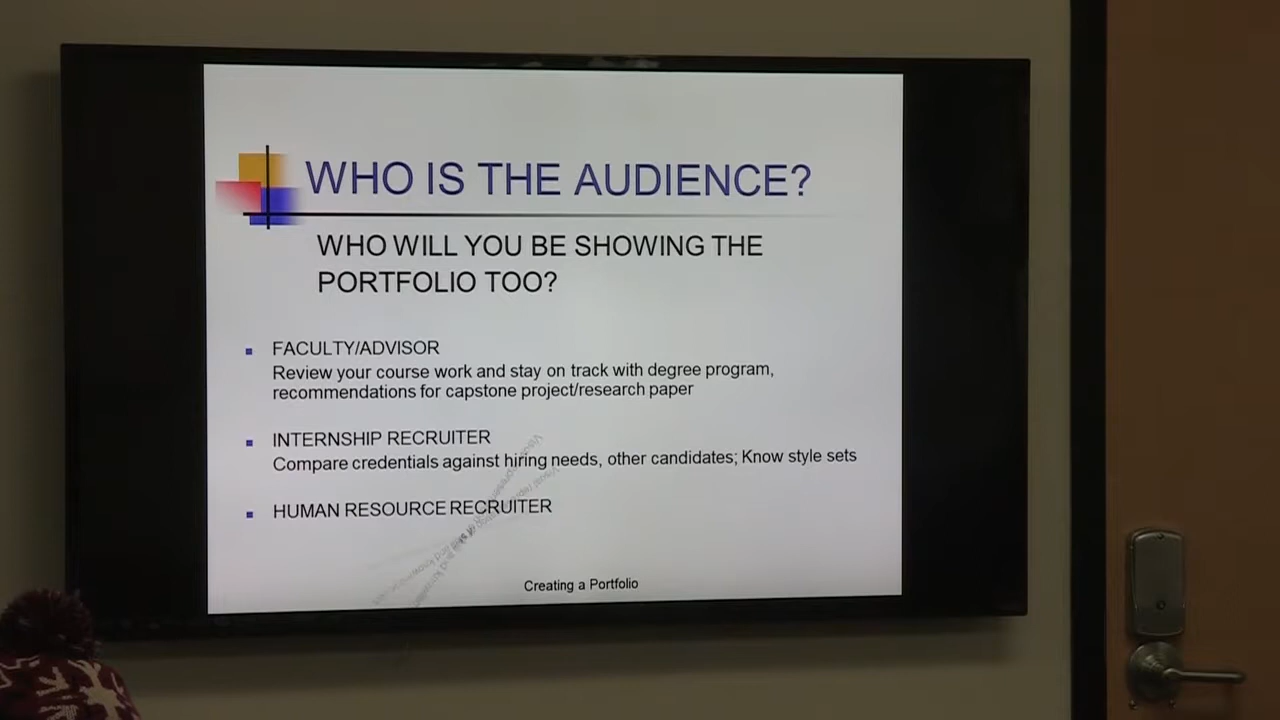 WHO IS THE AUDIENCE?
WHO WILL YOU BE SHOWING THE
PORTFOLIO TOO?
FACULTY/ADVISOR
Review your course work and stay on track with degree program,
recommendations for capstone project/research paper
INTERNSHIP RECRUITER
Compare credentials against hiring needs, other candidates; Know style sets
HUMAN RESOURCE RECRUITER
Creating a Portfolio